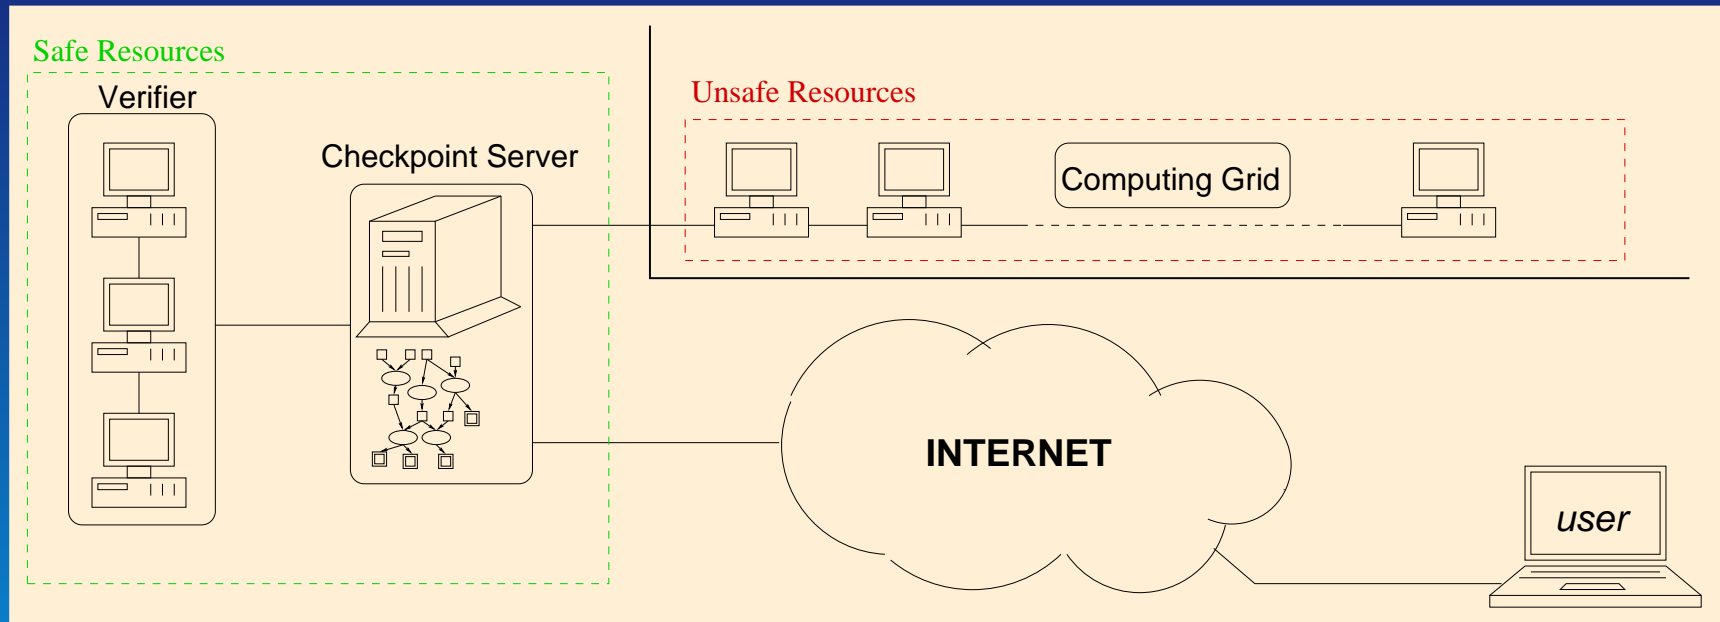 Safe Resources
Verifier
Checkpoint Server
Unsafe Resources
Computing Grid
INTERNET
user